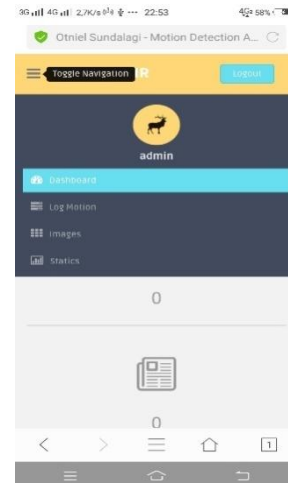 3G 4G 2,7K/s ··· 22:53 58%
Otniel Sundalagi - Motion Detection A...
Toggle Navigation IR Logout
admin
Dashboard
Log Motion
Images
Statics
0
0
1